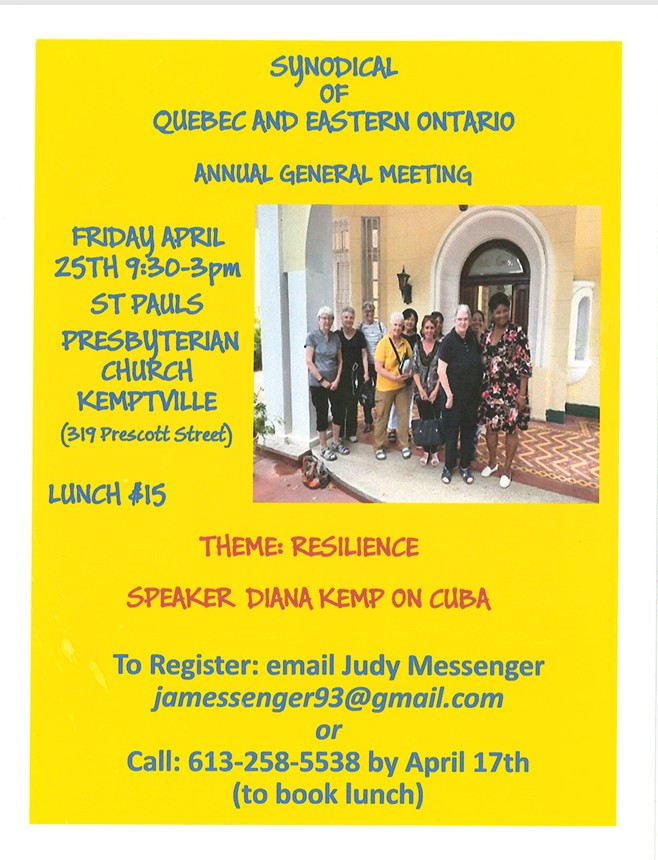 SYNODICAL
OF
QUEBEC AND EASTERN ONTARIO
ANNUAL GENERAL MEETING
FRIDAY APRIL
25TH 9:30-3pm
ST PAULS
PRESBYTERIAN
CHURCH
KEMPTVILLE
(319 Prescott Street)
LUNCH $15
THEME: RESILIENCE
SPEAKER DIANA KEMP ON CUBA
To Register: email Judy Messenger
jamessenger93@gmail.com
or
Call: 613-258-5538 by April 17th
(to book lunch)